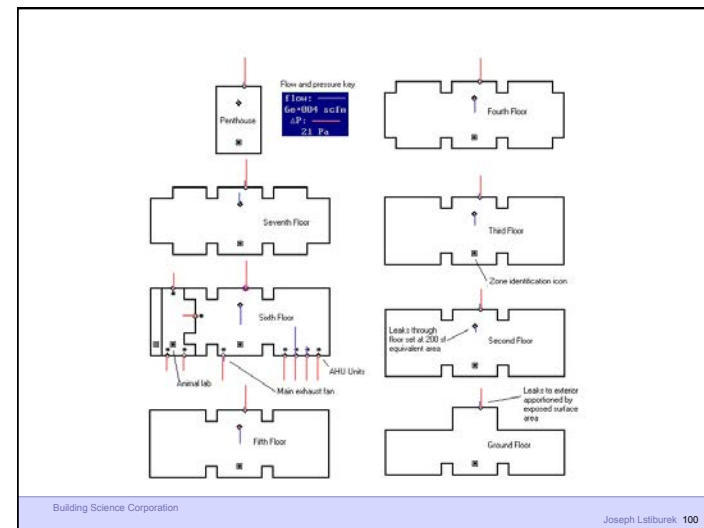 Flow and pressure key
flow:
6e+004 scfm
ΔP:
21 Pa
Penthouse
Fourth Floor
Seventh Floor
Third Floor
Zone identification icon
Sixth Floor
Leaks through
floor set at 200 sf
equivalent area
Second Floor
AHU Units
Main exhaust fan
Animal lab
Leaks to exterior
apportioned by
exposed surface
area
Fifth Floor
Ground Floor
Building Science Corporation
Joseph Lstiburek 100